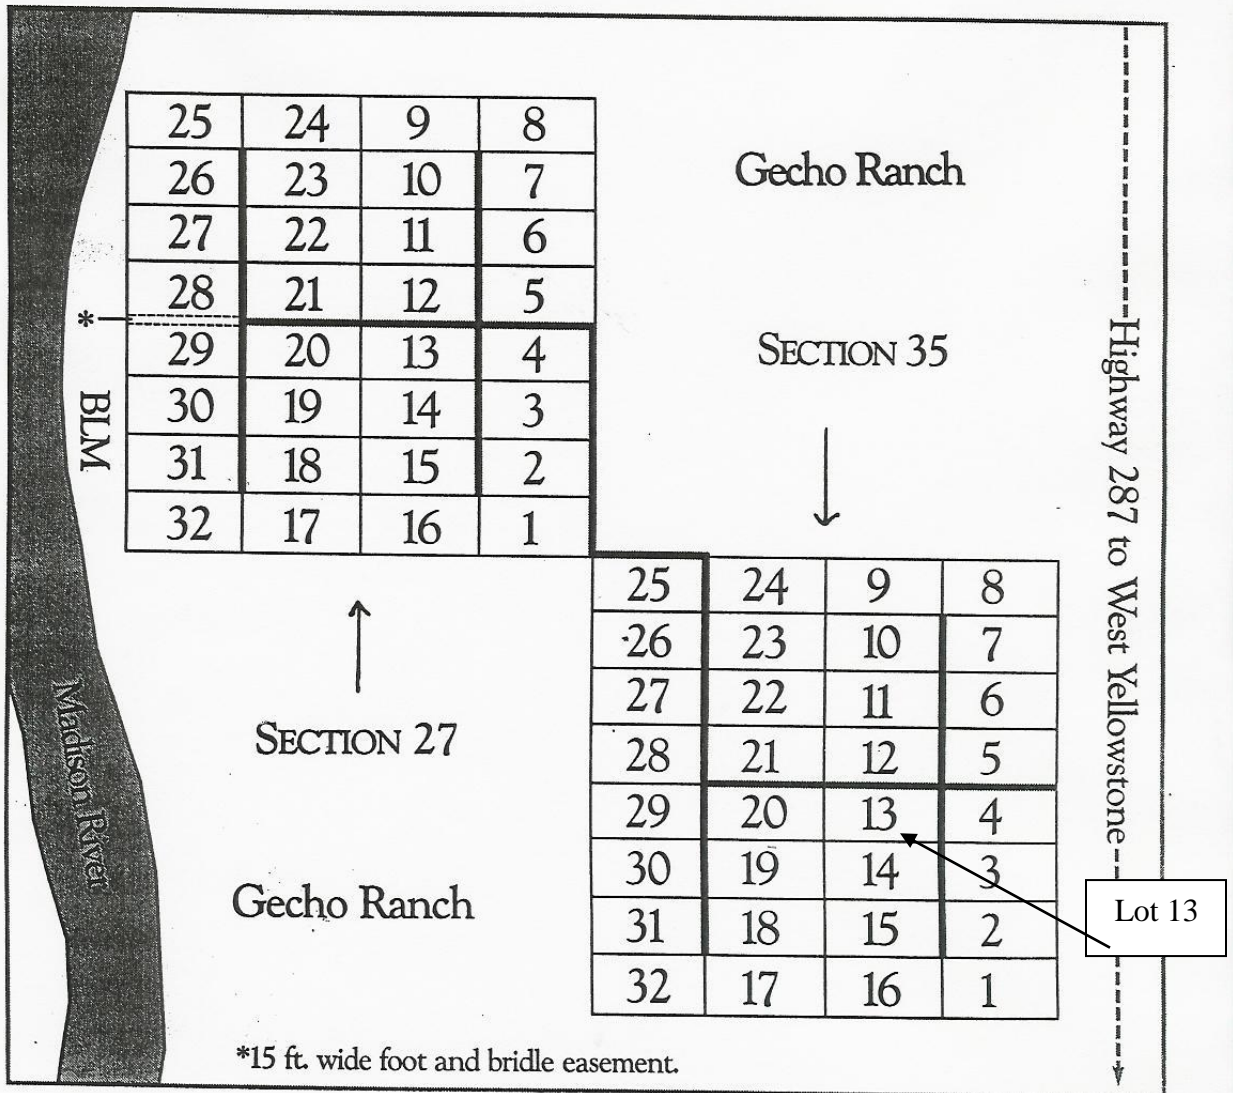 25 24 9 8
26 23 10 7
27 22 11 6
28 21 12 5
29 20 13 4
30 19 14 3
31 18 15 2
32 17 16 1
*
BLM
Madison River
Gecho Ranch
SECTION 35
Highway 287 to West Yellowstone
25 24 9 8
26 23 10 7
27 22 11 6
28 21 12 5
29 20 13 4
30 19 14 3
31 18 15 2
32 17 16 1
Lot 13
SECTION 27
Gecho Ranch
*15 ft. wide foot and bridle easement.